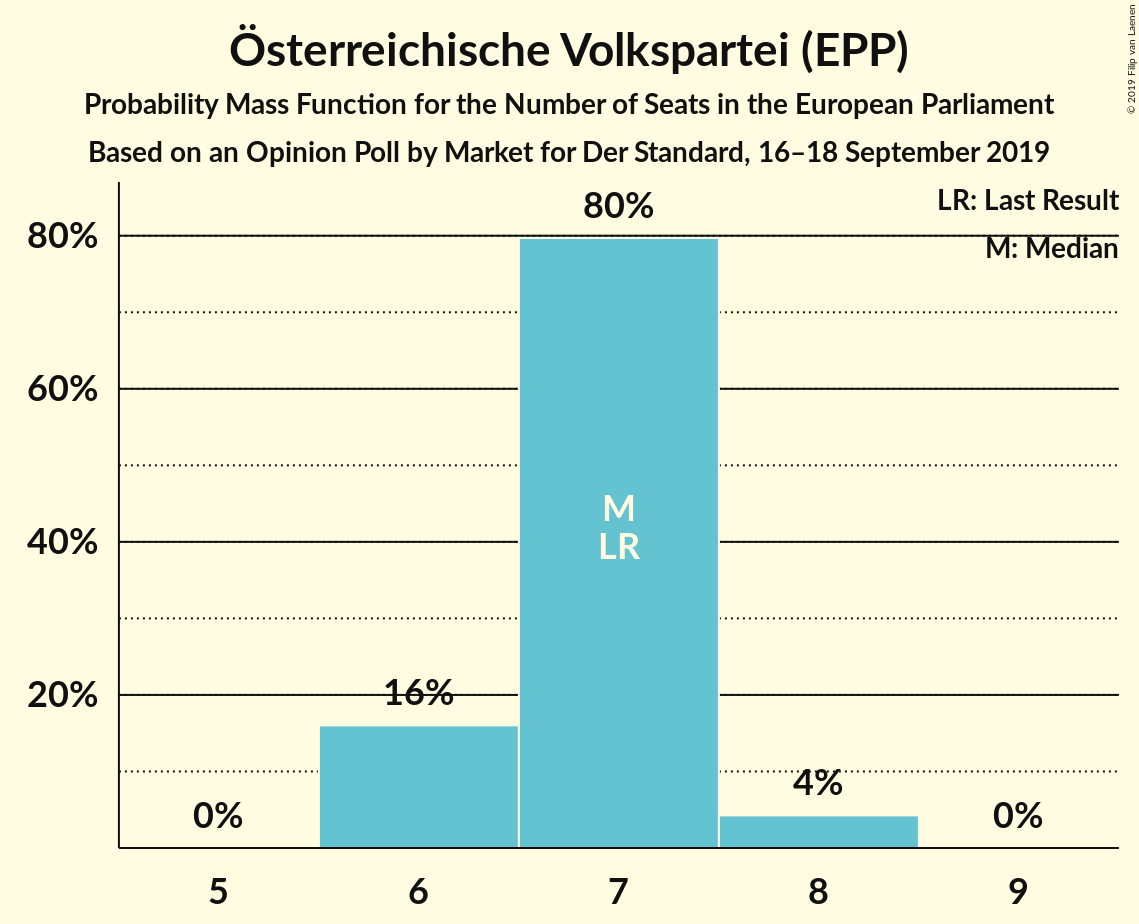 Österreichische Volkspartei (EPP)
Probability Mass Function for the Number of Seats in the European Parliament
Based on an Opinion Poll by Market for Der Standard, 16–18 September 2019
© 2019 Filip van Laenen
LR: Last Result
M: Median
80%
60%
40%
20%
0%
16%
80%
M
LR
4%
0%
5
6
7
8
9